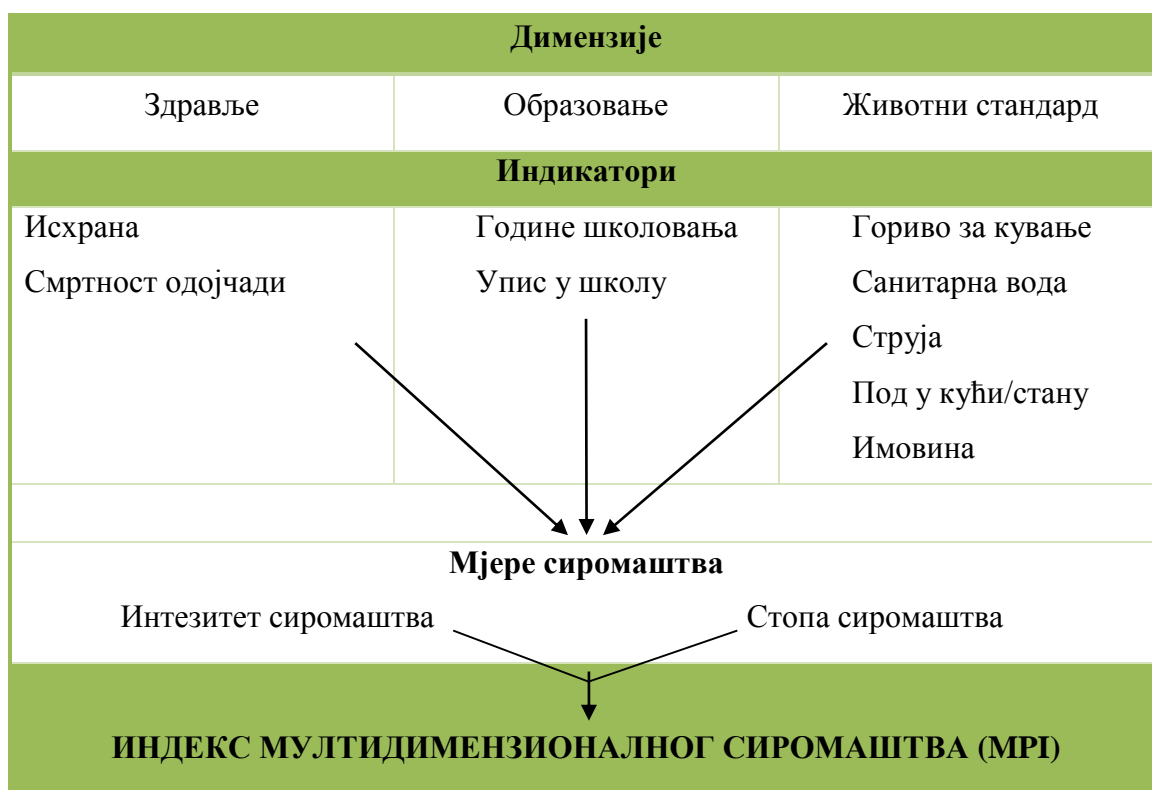 Димензије
Здравље Образовање Животни стандард
Индикатори
Исхрана Године школовања Гориво за кување
Смртност одојчади Упис у школу Санитарна вода
Струја
Под у кући/стану
Имовина
Мјере сиромаштва
Интезитет сиромаштва Стопа сиромаштва
ИНДЕКС МУЛТИДИМЕНЗИОНАЛНОГ СИРОМАШТВА (MPI)